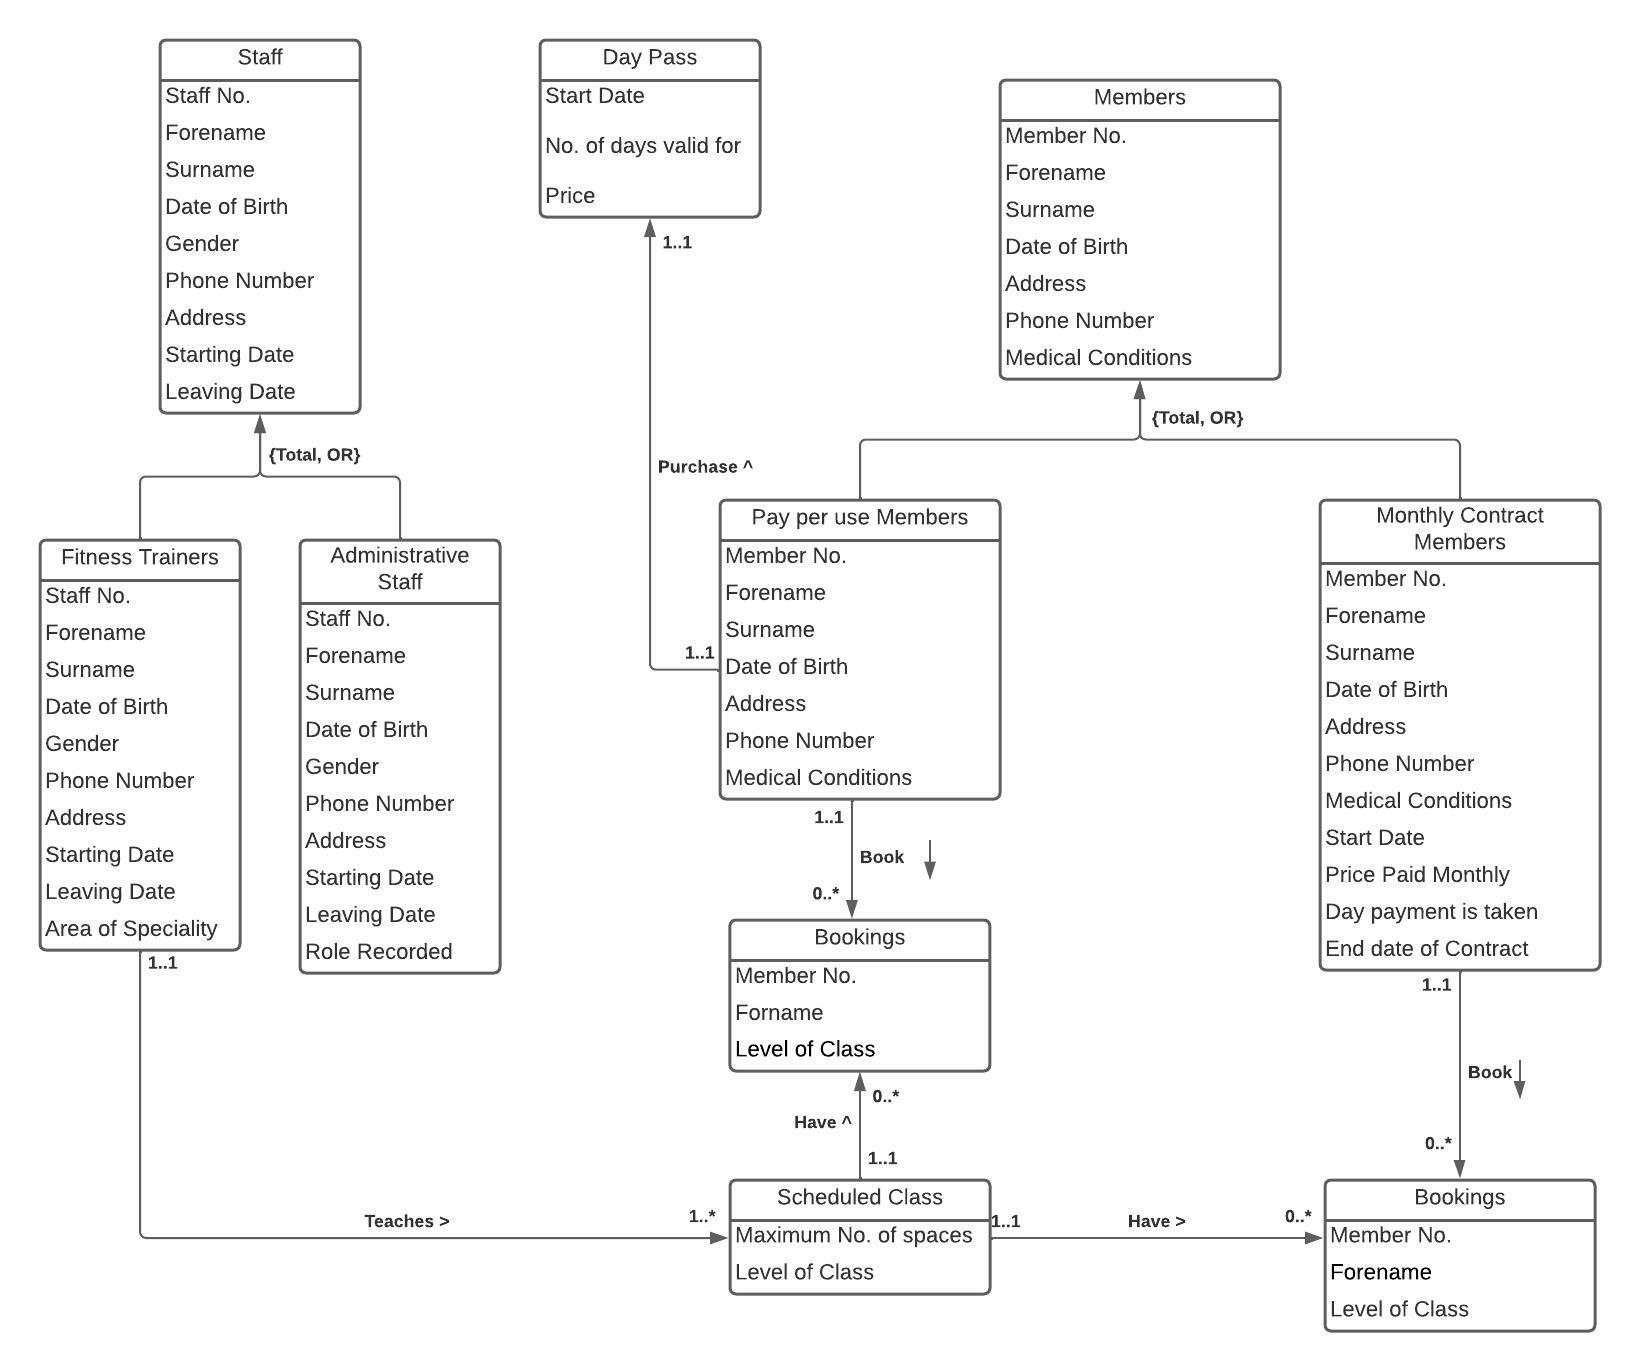 Staff
Staff No.
Forename
Surname
Date of Birth
Gender
Phone Number
Address
Starting Date
Leaving Date
{Total, OR}
Day Pass
Start Date
No. of days valid for
Price
1..1
Purchase ^
1..1
Members
Member No.
Forename
Surname
Date of Birth
Address
Phone Number
Medical Conditions
{Total, OR}
Fitness Trainers
Staff No.
Forename
Surname
Date of Birth
Gender
Phone Number
Address
Starting Date
Leaving Date
Area of Speciality
1..1
Administrative
Staff
Staff No.
Forename
Surname
Date of Birth
Gender
Phone Number
Address
Starting Date
Leaving Date
Role Recorded
Pay per use Members
Member No.
Forename
Surname
Date of Birth
Address
Phone Number
Medical Conditions
1..1
Book
0..*
Monthly Contract
Members
Member No.
Forename
Surname
Date of Birth
Address
Phone Number
Medical Conditions
Start Date
Price Paid Monthly
Day payment is taken
End date of Contract
1..1
Book
0..*
Bookings
Member No.
Forname
Level of Class
0..*
Have ^
1..1
Teaches >
1..*
Scheduled Class
Maximum No. of spaces
Level of Class
1..1
Have >
0..*
Bookings
Member No.
Forename
Level of Class